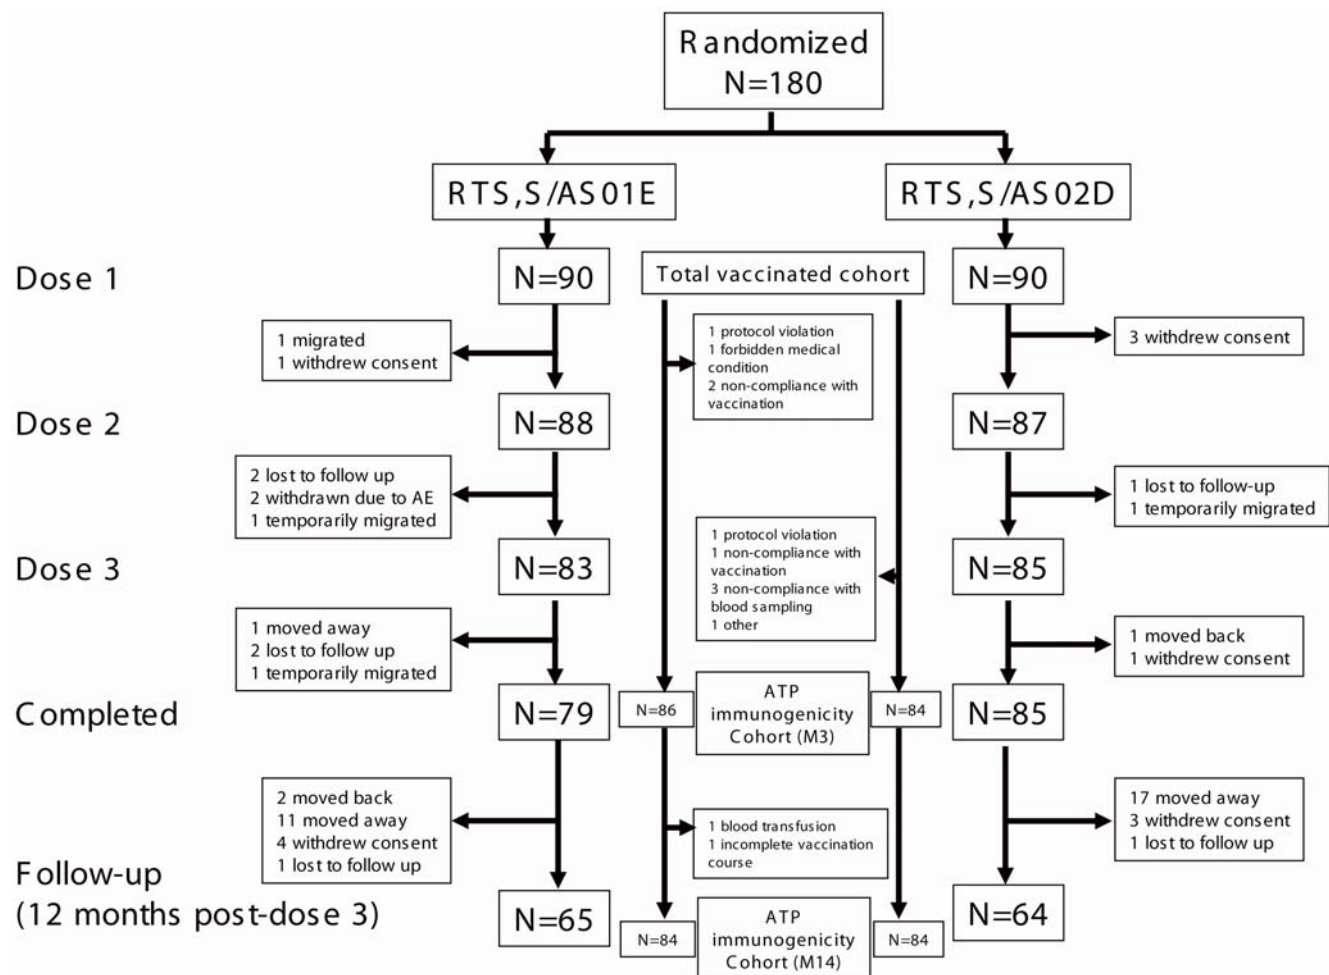 Randomized
N=180
RTS,S/AS01E
RTS,S/AS02D
Dose 1
N=90
Total vaccinated cohort
N=90
1 migrated
1 withdrew consent
1 protocol violation
1 forbidden medical
condition
2 non-compliance with
vaccination
3 withdrew consent
Dose 2
N=88
N=87
2 lost to follow up
2 withdrawn due to AE
1 temporarily migrated
1 lost to follow-up
1 temporarily migrated
Dose 3
N=83
1 protocol violation
1 non-compliance with
vaccination
3 non-compliance with
blood sampling
1 other
N=85
1 moved away
2 lost to follow up
1 temporarily migrated
1 moved back
1 withdrew consent
Completed
N=79
N=86
ATP
immunogenicity
Cohort (M3)
N=84
N=85
2 moved back
11 moved away
4 withdrew consent
1 lost to follow up
1 blood transfusion
1 incomplete vaccination
course
17 moved away
3 withdrew consent
1 lost to follow up
Follow-up
(12 months post-dose 3)
N=65
N=84
ATP
immunogenicity
Cohort (M14)
N=84
N=64